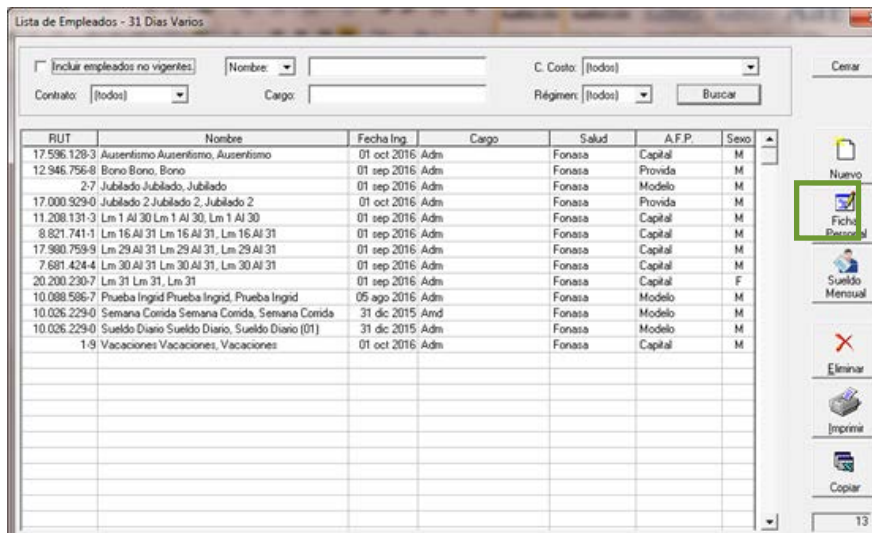 Lista de Empleados - 31 Dias Varios
Incluir empleados no vigentes. Nombre: C. Costo: (todos) Cerrar
Contrato: (todos) Cargo: Régimen: (todos) Buscar
RUT Nombre Fecha Ing. Cargo Salud A.F.P. Sexo
17.596.128-3 Ausentismo Ausentismo, Ausentismo 01 oct 2016 Adm Fonasa Capital M
12.946.756-8 Bono Bono, Bono 01 sep 2016 Adm Fonasa Provida M
2-7 Jubilado Jubilado, Jubilado 01 sep 2016 Adm Fonasa Modelo M
17.000.929-0 Jubilado 2 Jubilado 2, Jubilado 2 01 oct 2016 Adm Fonasa Provida M
11.208.131-3 Lm 1 Al 30 Lm 1 Al 30, Lm 1 Al 30 01 sep 2016 Adm Fonasa Capital M
8.821.741-1 Lm 16 Al 31 Lm 16 Al 31, Lm 16 Al 31 01 sep 2016 Adm Fonasa Capital M
17.980.759-9 Lm 29 Al 31 Lm 29 Al 31, Lm 29 Al 31 01 sep 2016 Adm Fonasa Capital M
7.681.424-4 Lm 30 Al 31 Lm 30 Al 31, Lm 30 Al 31 01 sep 2016 Adm Fonasa Capital M
20.200.230-7 Lm 31 Lm 31, Lm 31 01 sep 2016 Adm Fonasa Capital F
10.088.586-7 Prueba Ingrid Prueba Ingrid, Prueba Ingrid 05 ago 2016 Adm Fonasa Modelo M
10.026.229-0 Semana Corrida Semana Corrida, Semana Corrida 31 dic 2015 Amd Fonasa Modelo M
10.026.229-0 Sueldo Diario Sueldo Diario, Sueldo Diario (01) 31 dic 2015 Adm Fonasa Modelo M
1-9 Vacaciones Vacaciones, Vacaciones 01 oct 2016 Adm Fonasa Capital M
Nuevo
Ficha
Personal
Sueldo
Mensual
Eliminar
Imprimir
Copiar
13